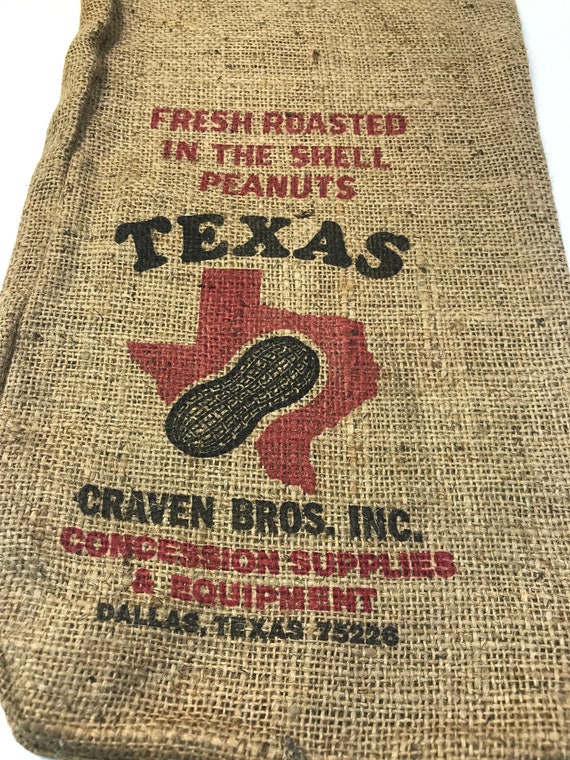 FRESH ROASTED
IN THE SHELL
PEANUTS
TEXAS
CRAVEN BROS. INC.
CONCESSION SUPPLIES
& EQUIPMENT
DALLAS, TEXAS 75226